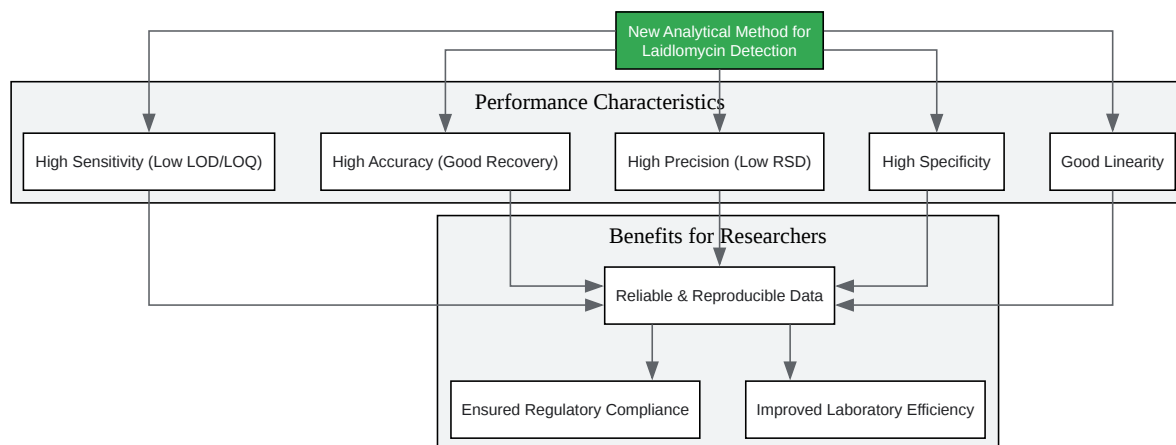 New Analytical Method for
Laidlomycin Detection
Performance Characteristics
High Sensitivity (Low LOD/LOQ)
High Accuracy (Good Recovery)
High Precision (Low RSD)
High Specificity
Good Linearity
Benefits for Researchers
Reliable & Reproducible Data
Ensured Regulatory Compliance
Improved Laboratory Efficiency